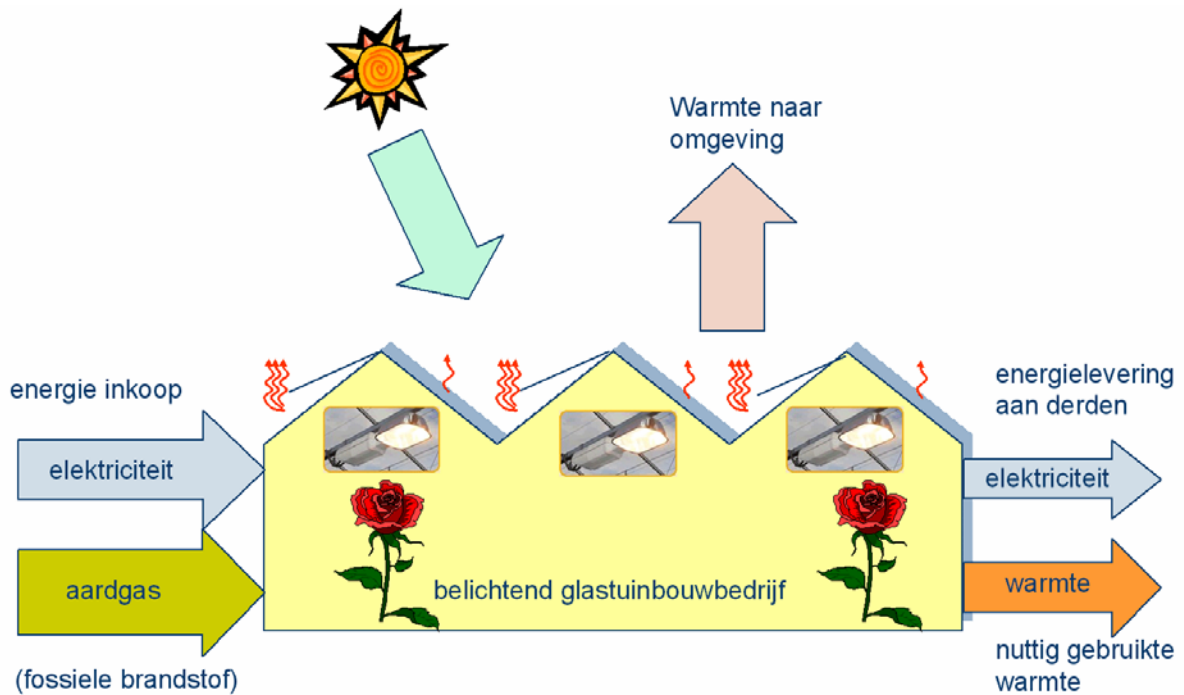 Warmte naar
omgeving
energie inkoop
elektriciteit
aardgas
(fossiele brandstof)
belichtend glastuinbouwbedrijf
energielevering
aan derden
elektriciteit
warmte
nuttig gebruikte
warmte